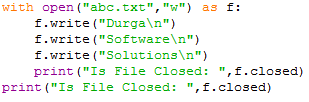 with open("abc.txt","w") as f:
    f.write("Durga\n")
    f.write("Software\n")
    f.write("Solutions\n")
    print("Is File Closed: ",f.closed)
print("Is File Closed: ",f.closed)